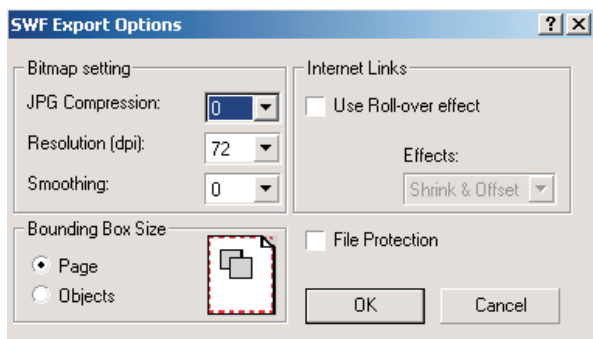 SWF Export Options
Bitmap setting
JPG Compression: 0
Resolution (dpi): 72
Smoothing: 0
Internet Links
Use Roll-over effect
Effects:
Shrink & Offset
Bounding Box Size
Page
Objects
File Protection
OK Cancel